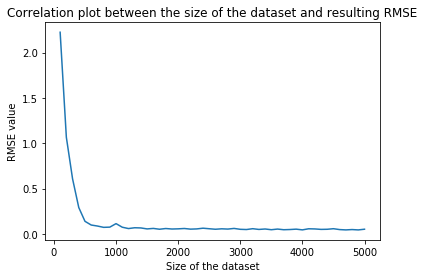 Correlation plot between the size of the dataset and resulting RMSE
2.0
1.5
1.0
0.5
0.0
RMSE value
0 1000 2000 3000 4000 5000
Size of the dataset